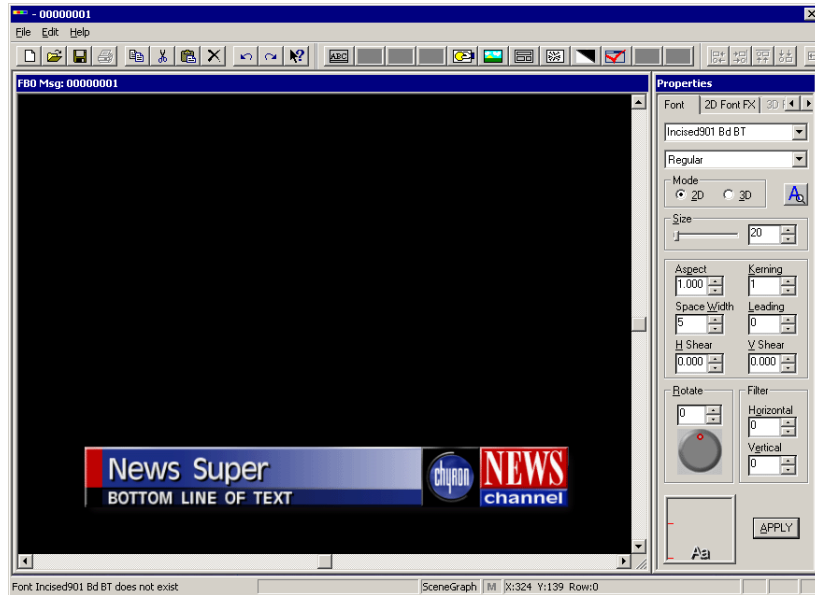 - 00000001
File Edit Help
ABC
FB0 Msg: 00000001
Properties
Font 2D Font FX 3D F
Incised901 Bd BT
Regular
Mode
2D 3D
A
Size
20
Aspect Kerning
1.000 1
Space Width Leading
5 0
H Shear V Shear
0.000 0.000
Rotate Filter
0
Horizontal
0
Vertical
0
Aa
APPLY
News Super
BOTTOM LINE OF TEXT
chyron
NEWS
channel
Font Incised901 Bd BT does not exist SceneGraph M X:324 Y:139 Row:0